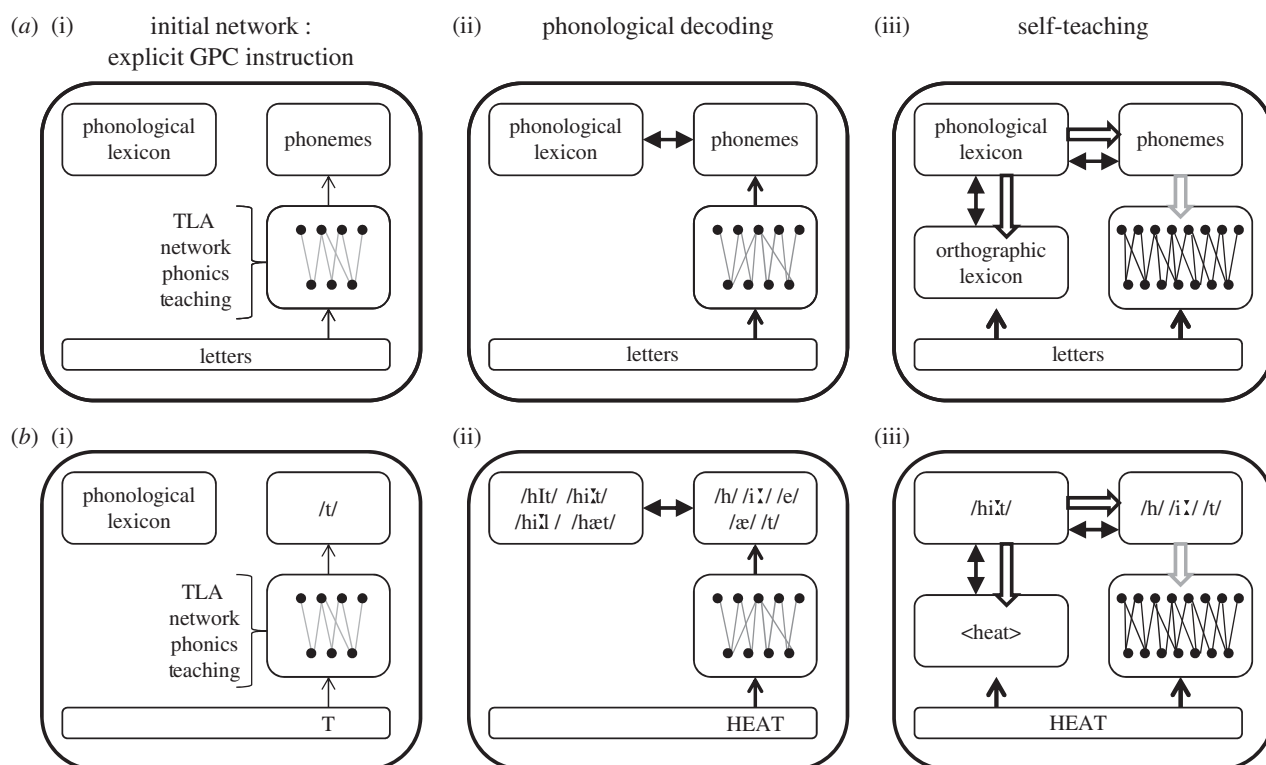 (a) (i) initial network :
explicit GPC instruction
(ii) phonological decoding
(iii) self-teaching
phonological
lexicon
phonemes
TLA
network
phonics
teaching
letters
phonological
lexicon
phonemes
letters
phonological
lexicon
phonemes
orthographic
lexicon
letters
(b) (i)
phonological
lexicon
/t/
TLA
network
phonics
teaching
T
(ii)
/hIt/ /hiːt/
/hiːl / /hæt/
/h/ /iː/ /e/
/æ/ /t/
HEAT
(iii)
/hiːt/
/h/ /iː/ /t/
<heat>
HEAT